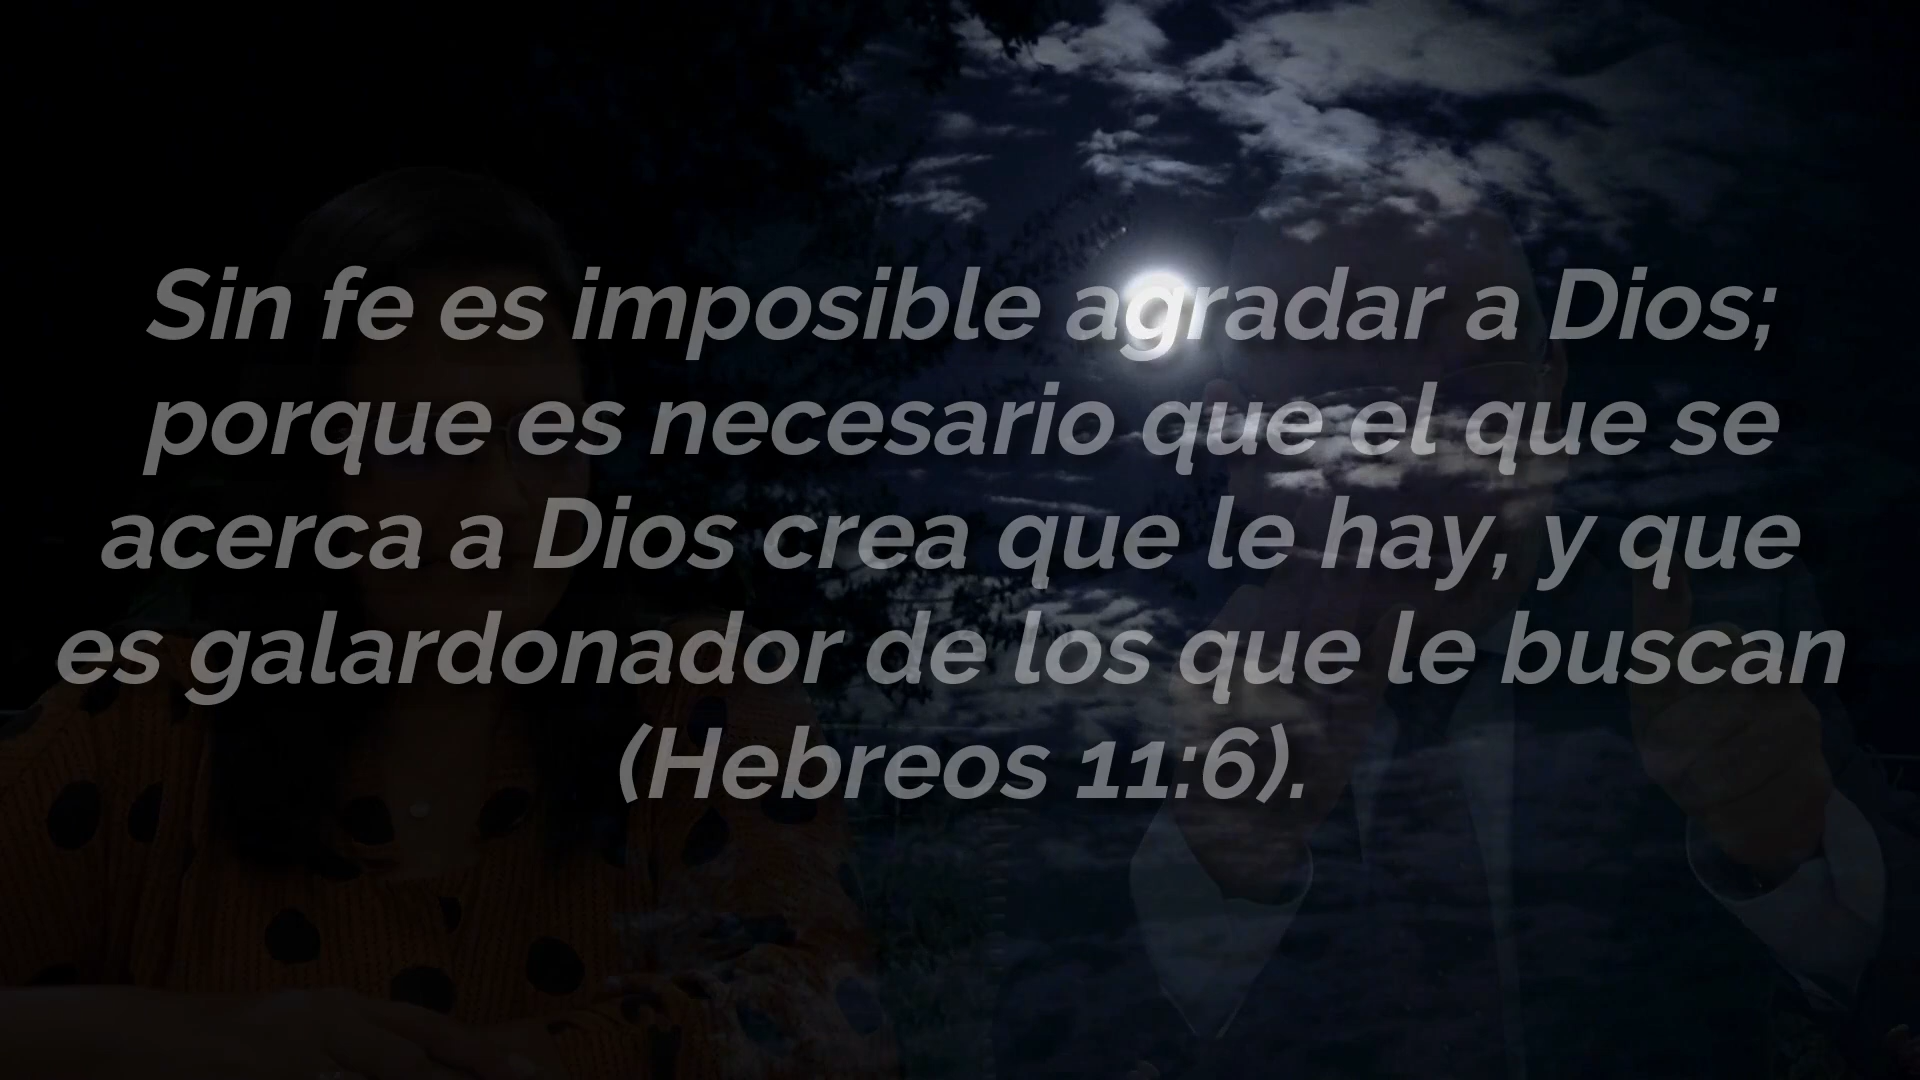 Sin fe es imposible agradar a Dios;
porque es necesario que el que se
acerca a Dios crea que le hay, y que
es galardonador de los que le buscan
(Hebreos 11:6).